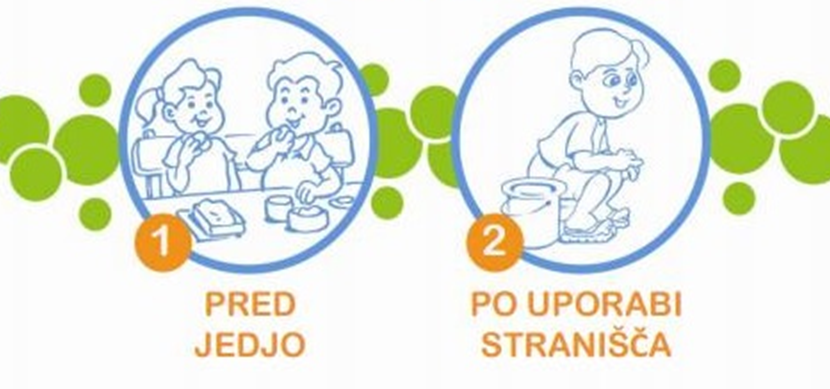 1
PRED
JEDJO
2
PO UPORABI
STRANIŠČA